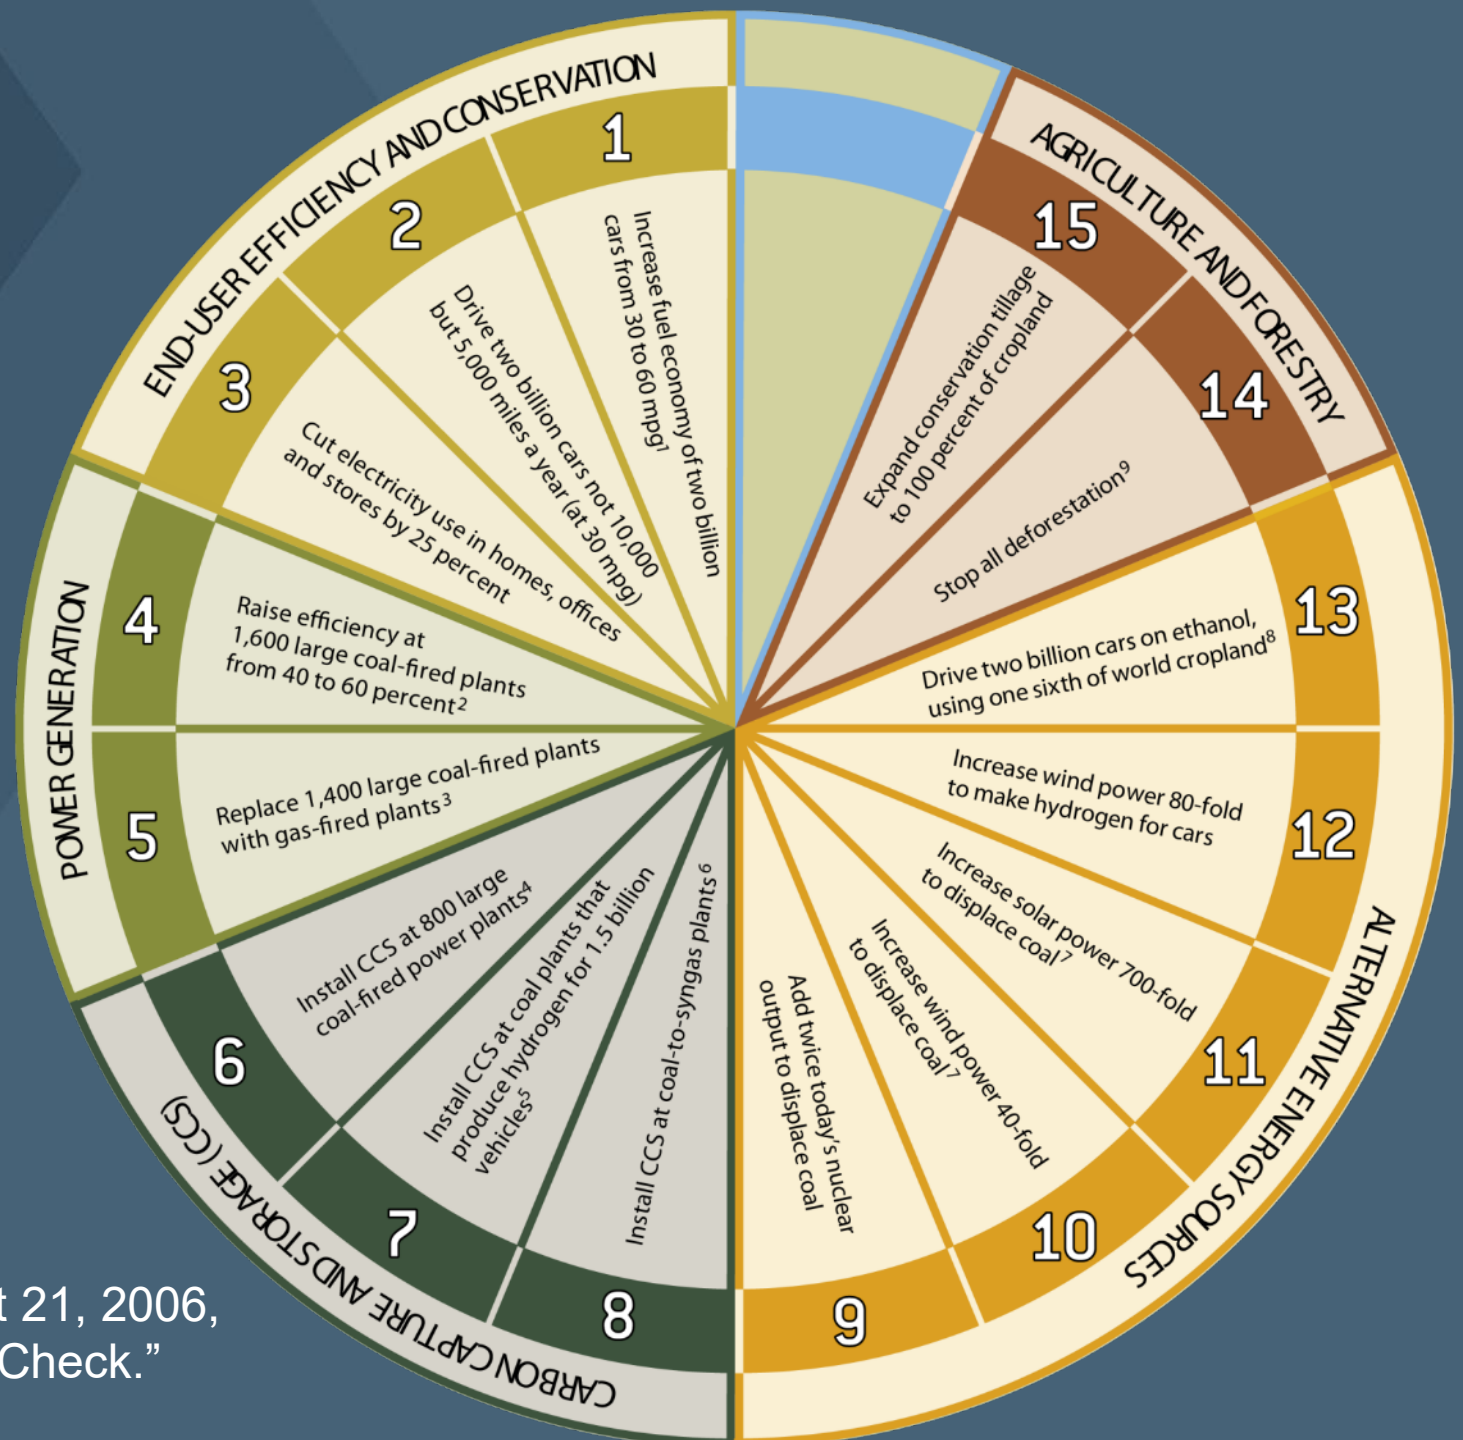 END-USER EFFICIENCY AND CONSERVATION
1
Increase fuel economy of two billion
cars from 30 to 60 mpg1
2
Drive two billion cars not 10,000
but 5,000 miles a year (at 30 mpg)
3
Cut electricity use in homes, offices
and stores by 25 percent
POWER GENERATION
4
Raise efficiency at
1,600 large coal-fired plants
from 40 to 60 percent2
5
Replace 1,400 large coal-fired plants
with gas-fired plants3
CARBON CAPTURE AND STORAGE (CCS)
6
Install CCS at 800 large
coal-fired power plants4
7
Install CCS at coal plants that
produce hydrogen for 1.5 billion
vehicles5
8
Install CCS at coal-to-syngas plants6
ALTERNATIVE ENERGY SOURCES
9
Add twice today's nuclear
output to displace coal
10
Increase wind power 40-fold
to displace coal7
11
Increase solar power 700-fold
to displace coal7
12
Increase wind power 80-fold
to make hydrogen for cars
13
Drive two billion cars on ethanol,
using one sixth of world cropland8
AGRICULTURE AND FORESTRY
14
Stop all deforestation9
15
Expand conservation tillage
to 100 percent of cropland
t 21, 2006,
Check.”